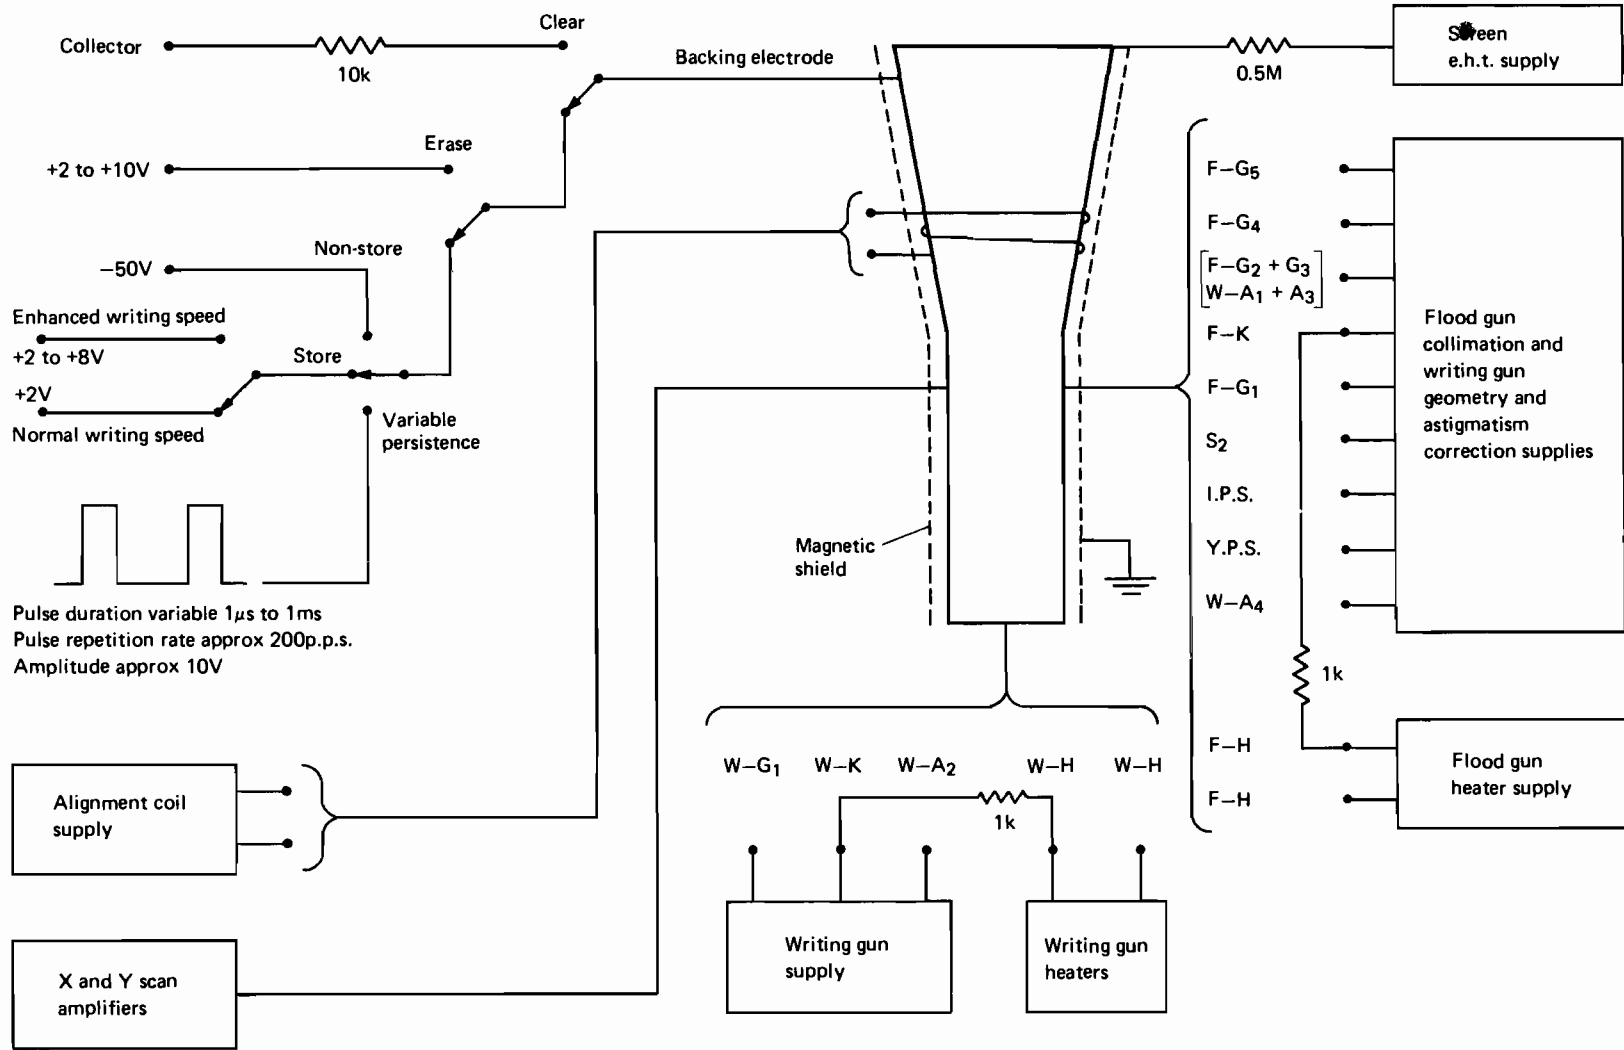 Clear
Collector
10k
Backing electrode
0.5M
e.h.t. supply
Erase
+2 to +10V
Non-store
−50V
Enhanced writing speed
+2 to +8V
Store
+2V
Normal writing speed
Variable
persistence
Pulse duration variable 1μs to 1ms
Pulse repetition rate approx 200p.p.s.
Amplitude approx 10V
Magnetic
shield
F−G5
F−G4
F−G2 + G3
W−A1 + A3
F−K
F−G1
S2
I.P.S.
Y.P.S.
W−A4
Flood gun
collimation and
writing gun
geometry and
astigmatism
correction supplies
1k
F−H
F−H
Flood gun
heater supply
W−G1 W−K W−A2 W−H W−H
1k
Alignment coil
supply
Writing gun
supply
Writing gun
heaters
X and Y scan
amplifiers